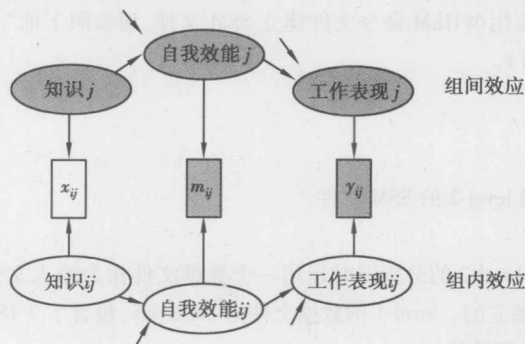 自我效能j
知识j
工作表现j
组间效应
xij
mij
yij
知识ij
自我效能ij
工作表现ij
组内效应